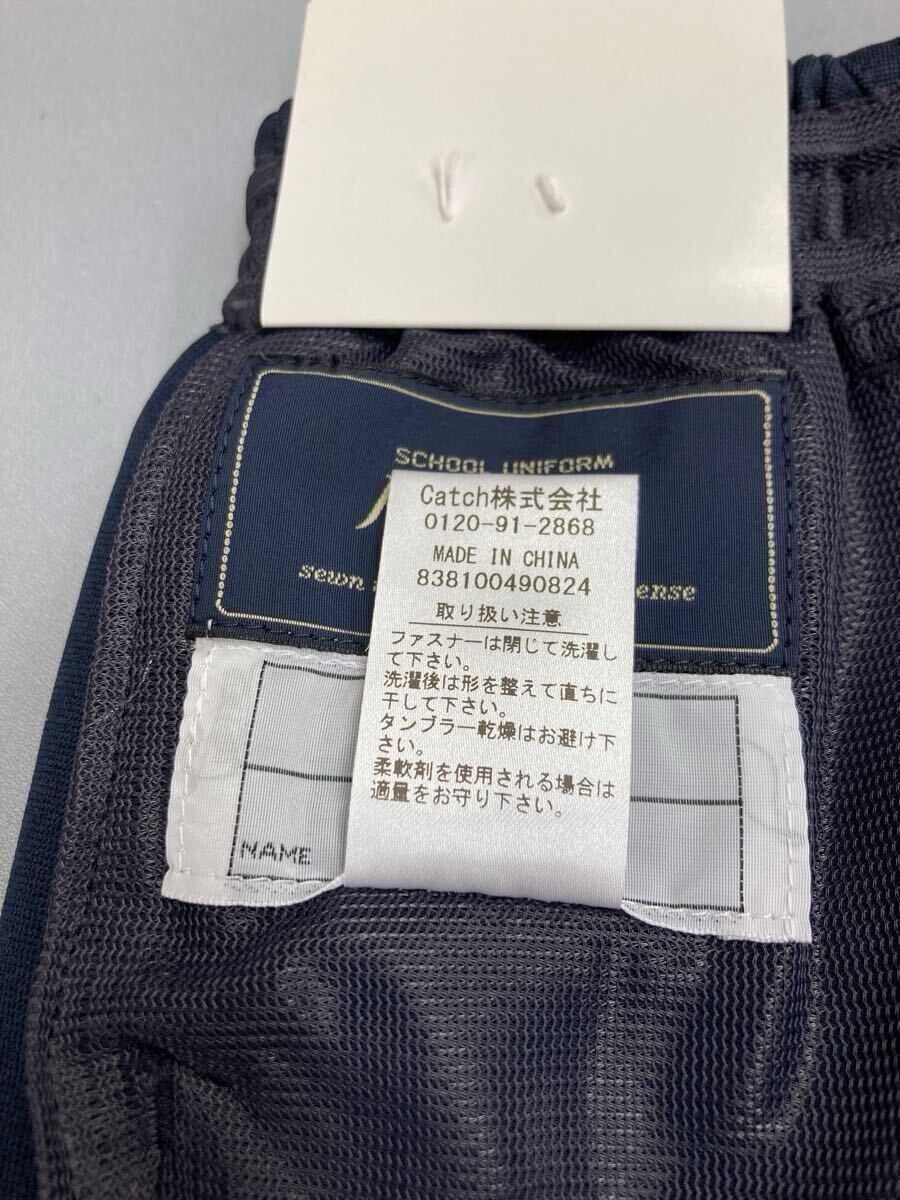 SCHOOL UNIFORM
Catch株式会社
0120-91-2868
MADE IN CHINA
838100490824
sewn
ense
取り扱い注意
ファスナーは閉じて洗濯し
て下さい。
洗濯後は形を整えて直ちに
干して下さい。
タンブラー乾燥はお避け下
さい。
柔軟剤を使用される場合は
適量をお守り下さい。
NAME